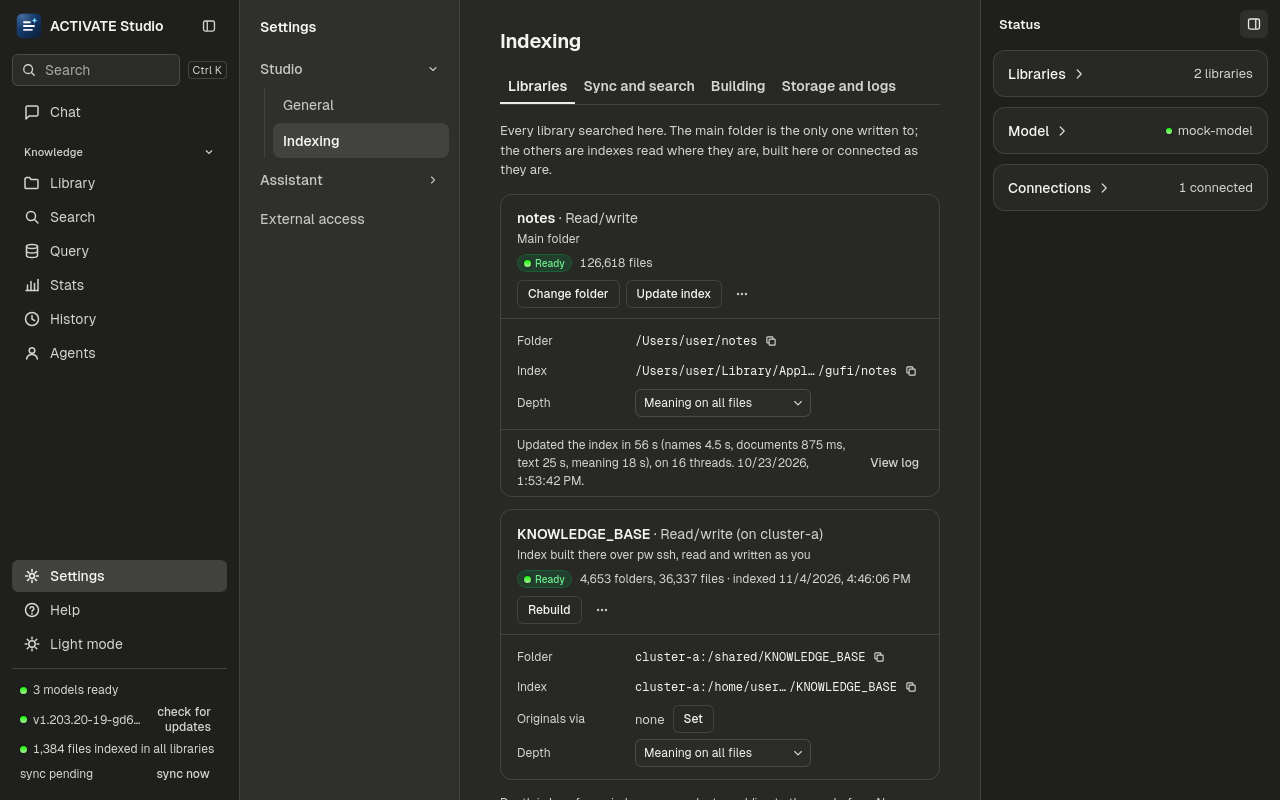 ACTIVATE Studio
Search
Ctrl K
Chat
Knowledge
Library
Search
Query
Stats
History
Agents
Settings
Help
Light mode
3 models ready
v1.203.20-19-gd6…
check for
updates
1,384 files indexed in all libraries
sync pending
sync now
Settings
Studio
General
Indexing
Assistant
External access
Indexing
Libraries
Sync and search
Building
Storage and logs
Every library searched here. The main folder is the only one written to;
the others are indexes read where they are, built here or connected as
they are.
notes · Read/write
Main folder
Ready
126,618 files
Change folder
Update index
Folder
/Users/user/notes
Index
/Users/user/Library/Appl…/gufi/notes
Depth
Meaning on all files
Updated the index in 56 s (names 4.5 s, documents 875 ms,
text 25 s, meaning 18 s), on 16 threads. 10/23/2026,
1:53:42 PM.
View log
KNOWLEDGE_BASE · Read/write (on cluster-a)
Index built there over pw ssh, read and written as you
Ready
4,653 folders, 36,337 files · indexed 11/4/2026, 4:46:06 PM
Rebuild
Folder
cluster-a:/shared/KNOWLEDGE_BASE
Index
cluster-a:/home/user…/KNOWLEDGE_BASE
Originals via
none
Set
Depth
Meaning on all files
Status
Libraries
2 libraries
Model
mock-model
Connections
1 connected